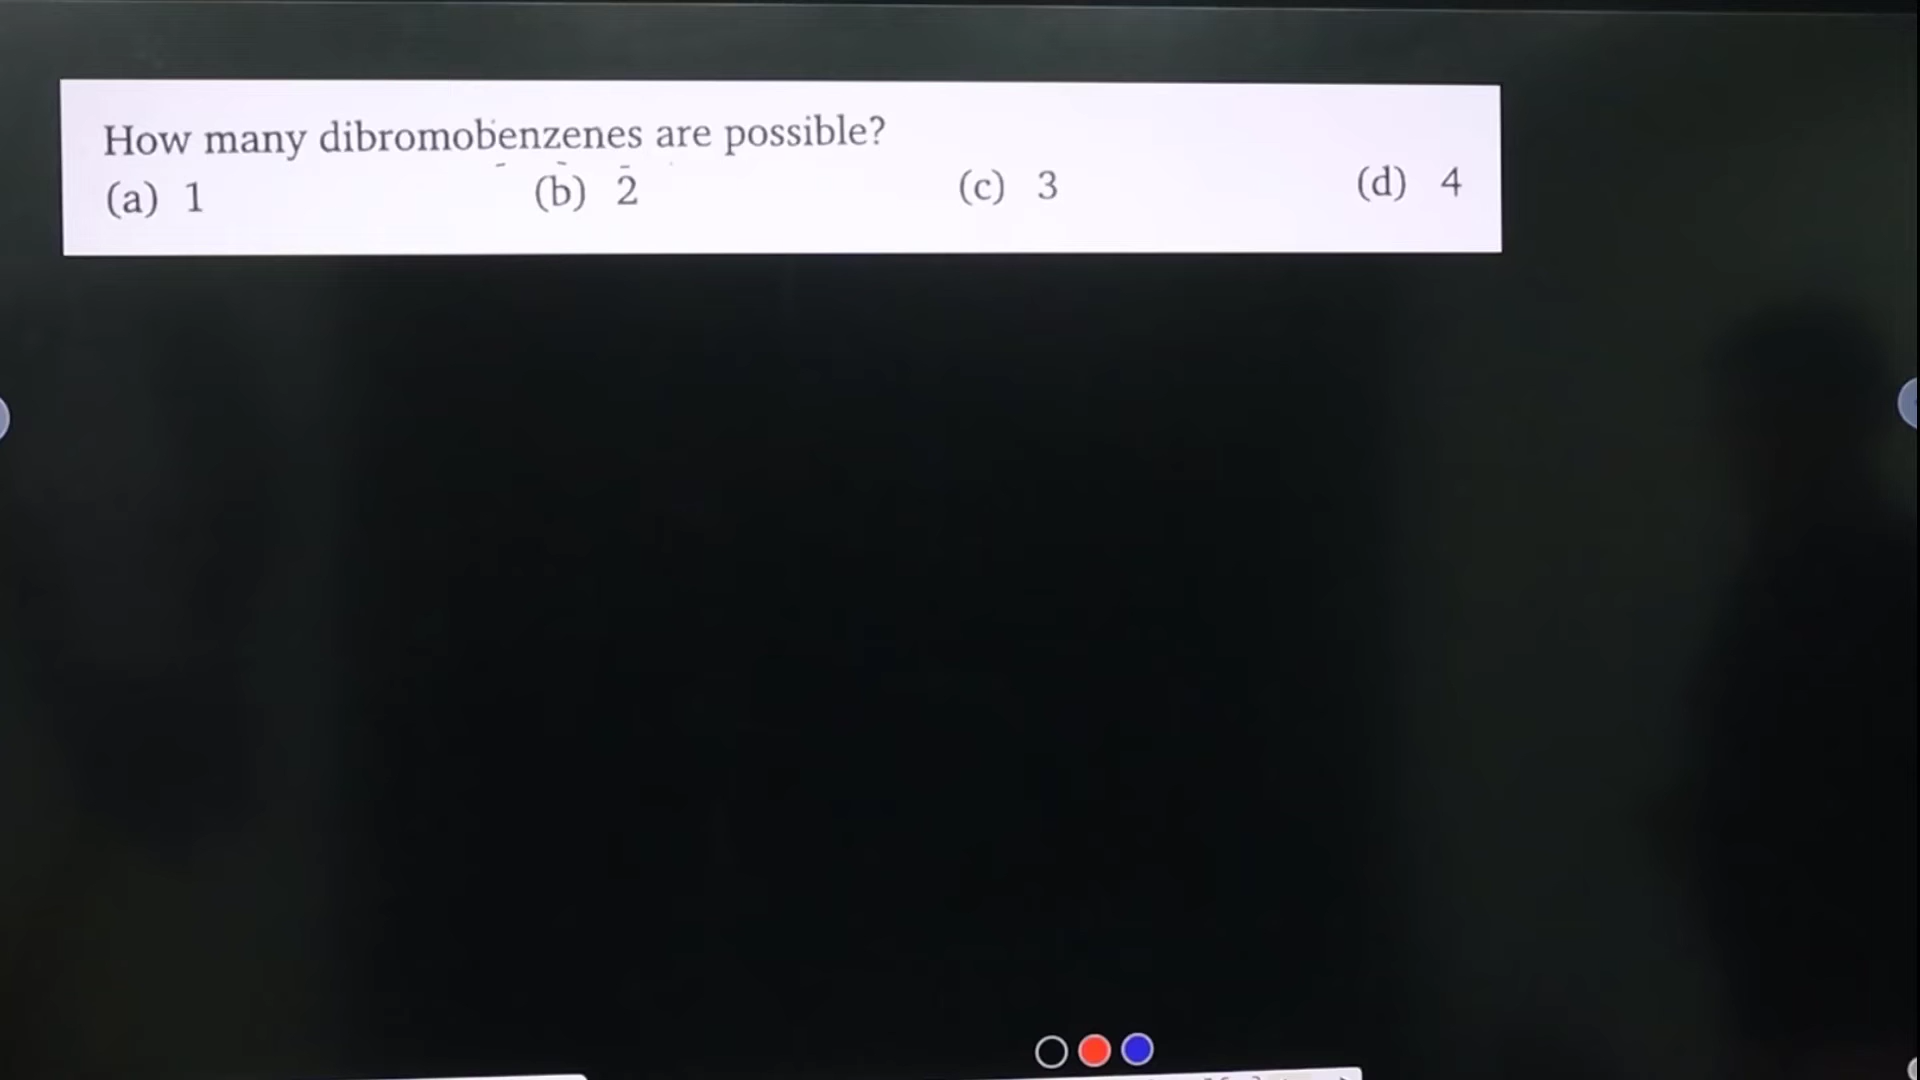 How many dibromobenzenes are possible?
(a) 1 (b) 2 (c) 3 (d) 4